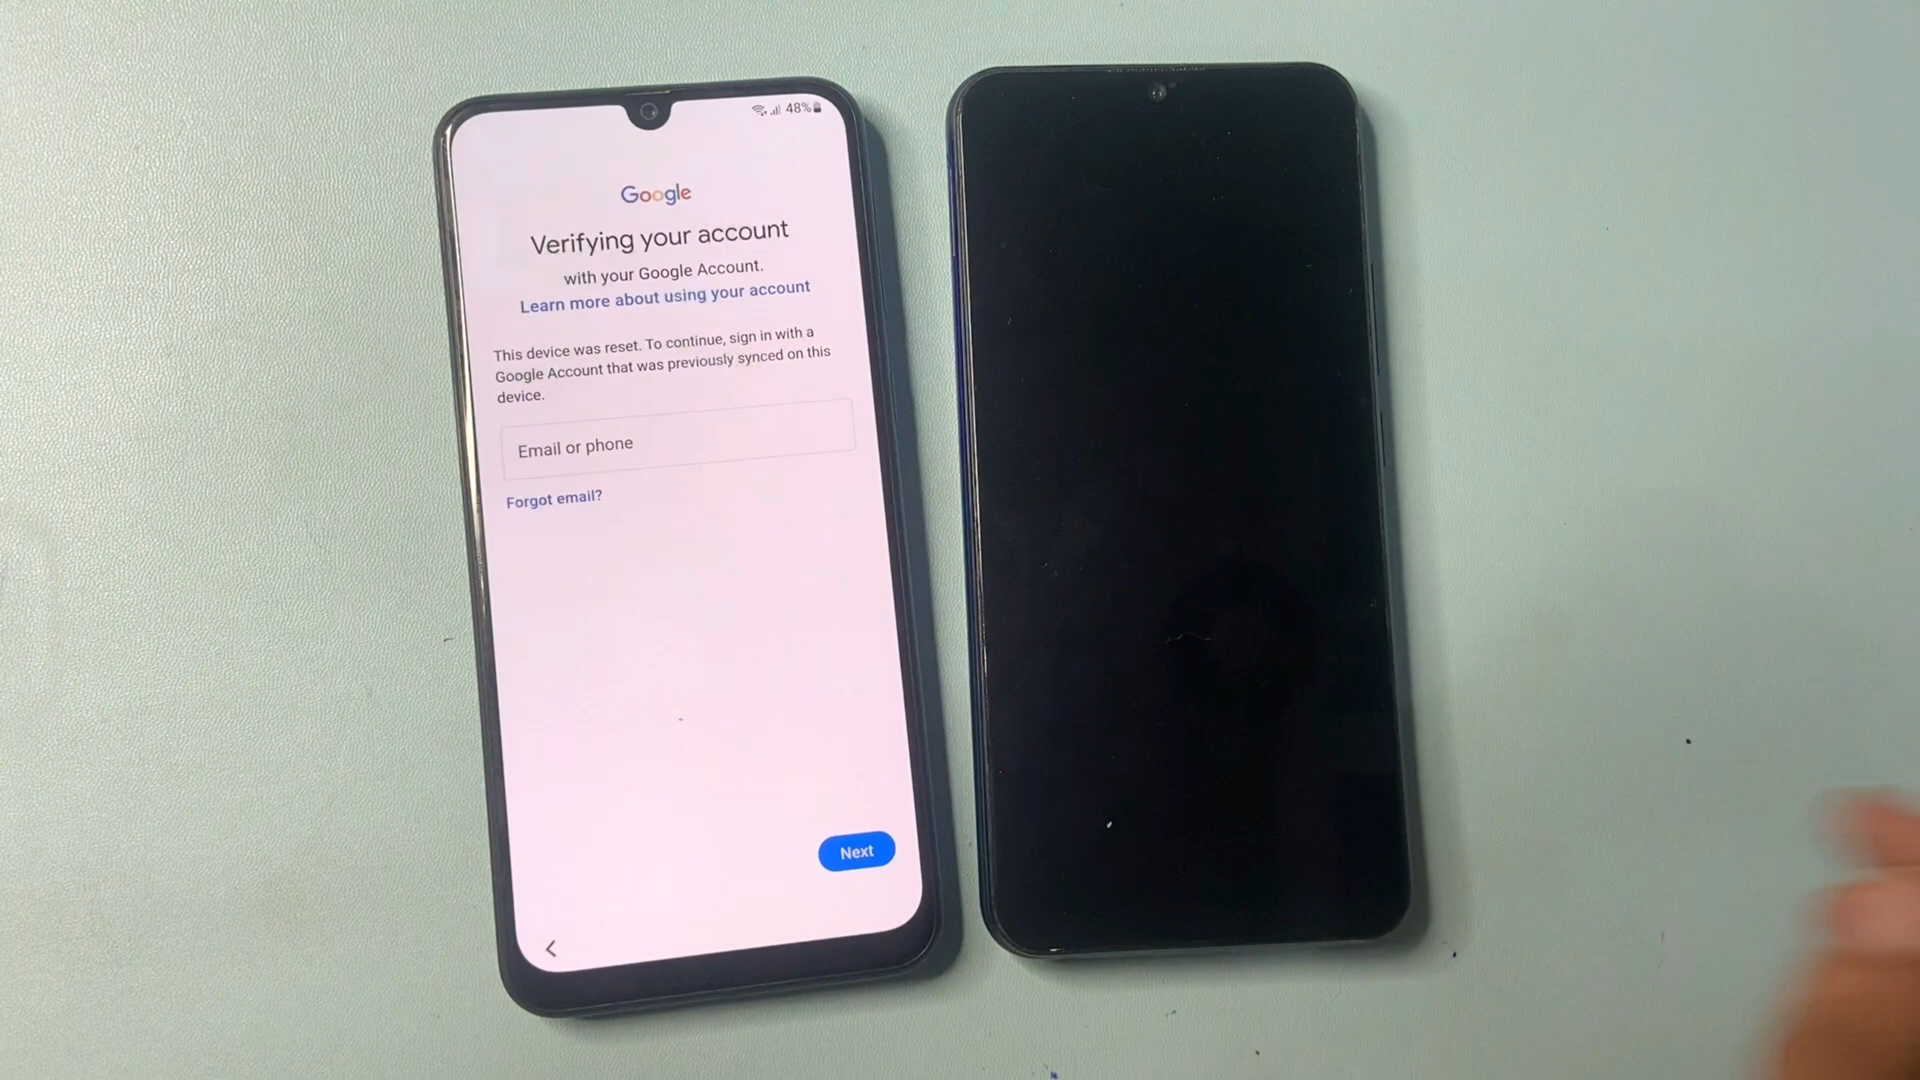 48%
Google
Verifying your account
with your Google Account.
Learn more about using your account
This device was reset. To continue, sign in with a
Google Account that was previously synced on this
device.
Email or phone
Forgot email?
Next